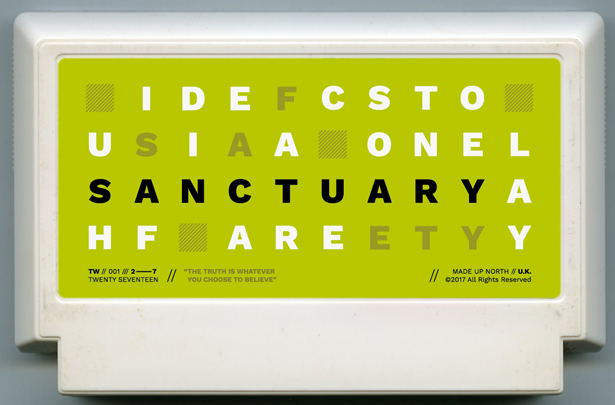 I D E F C S T O
U S I A A O N E L
S A N C T U A R Y A
H F A R E E T Y Y
TW // 001 /// 2——7
TWENTY SEVENTEEN
//
"THE TRUTH IS WHATEVER
YOU CHOOSE TO BELIEVE"
//
MADE UP NORTH // U.K.
©2017 All Rights Reserved